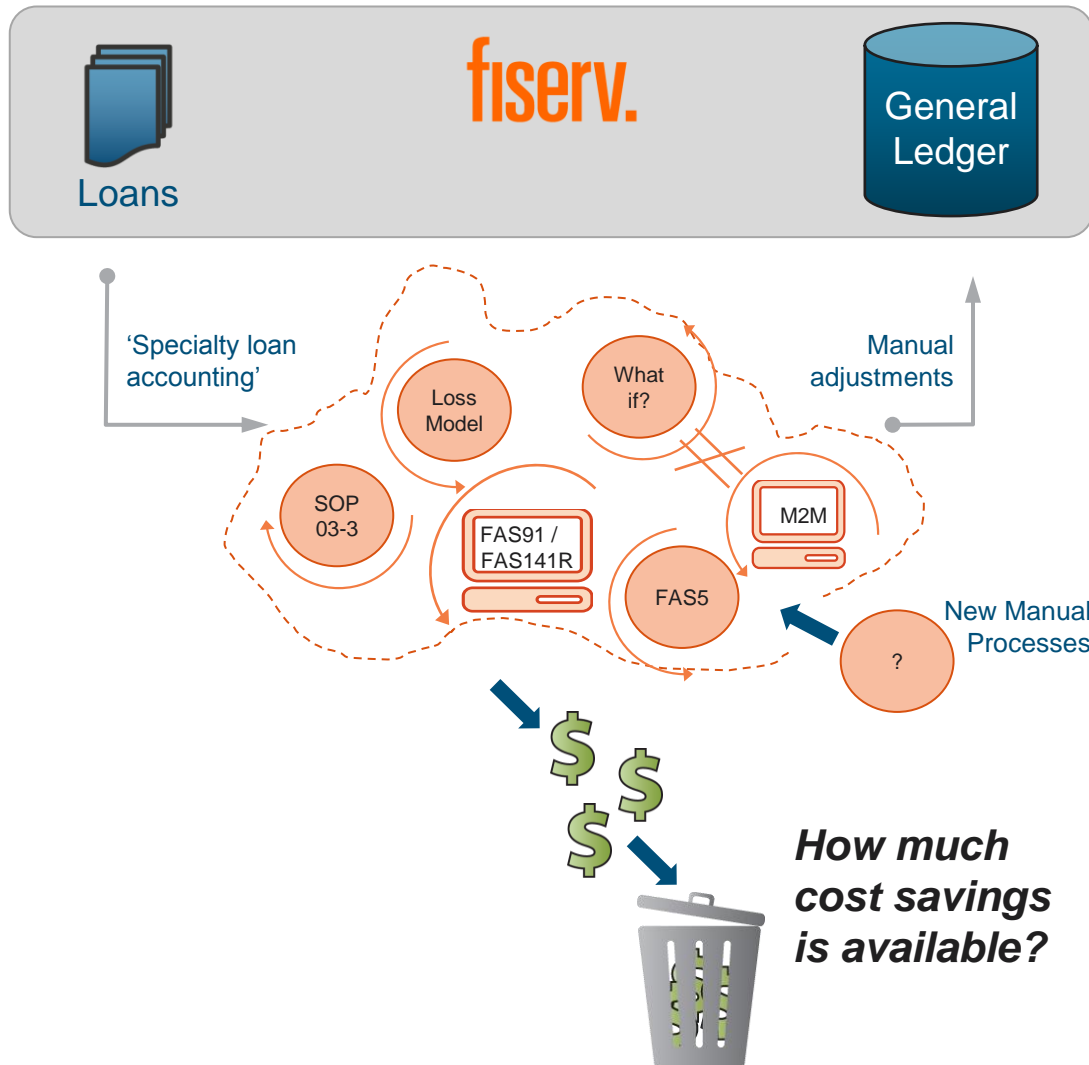 fiserv.
Loans
General
Ledger
‘Specialty loan
accounting’
Manual
adjustments
Loss
Model
What
if?
SOP
03-3
FAS91 /
FAS141R
M2M
FAS5
New Manual
Processes
?
$
$
$
How much
cost savings
is available?